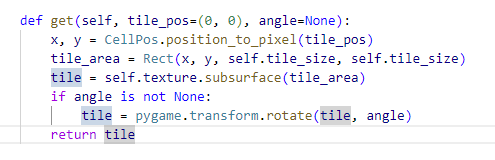 def get(self, tile_pos=(0, 0), angle=None):
    x, y = CellPos.position_to_pixel(tile_pos)
    tile_area = Rect(x, y, self.tile_size, self.tile_size)
    tile = self.texture.subsurface(tile_area)
    if angle is not None:
        tile = pygame.transform.rotate(tile, angle)
    return tile